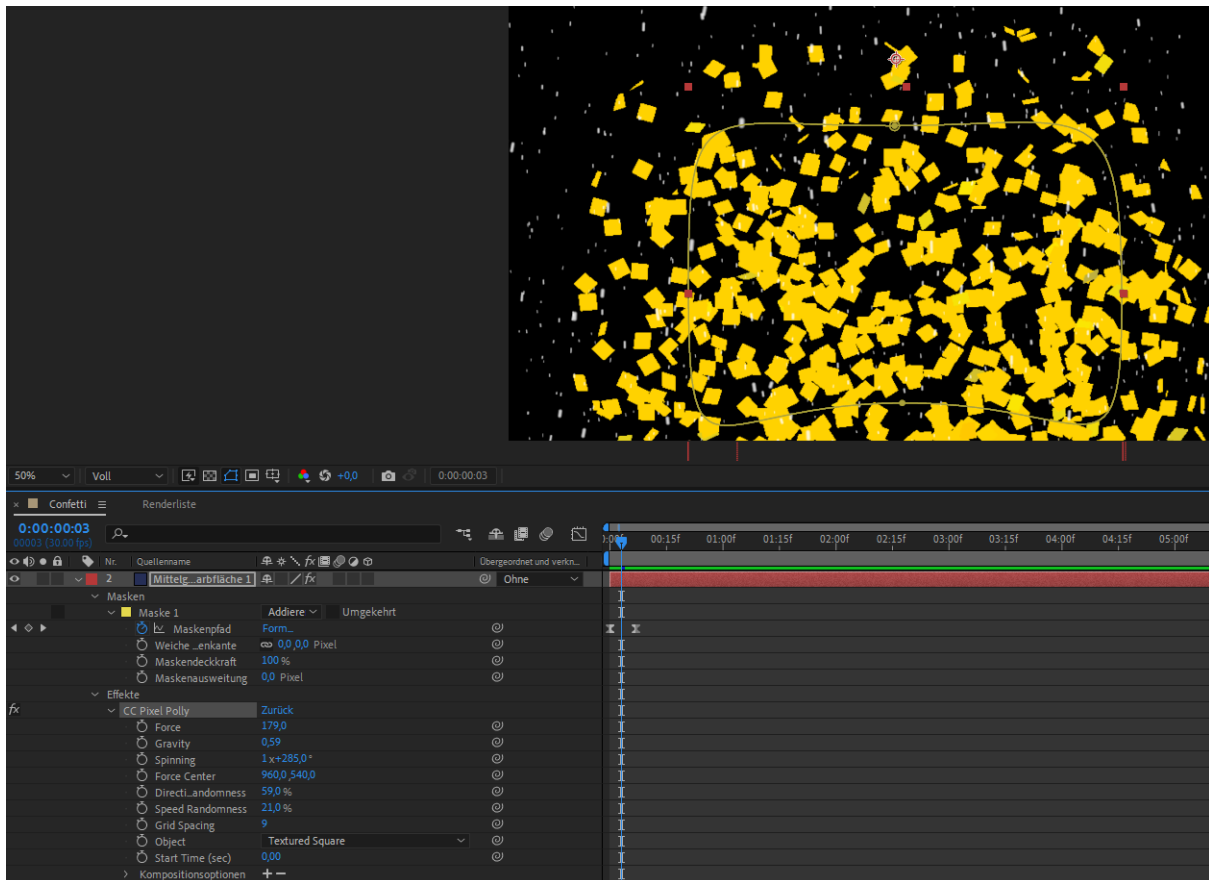 50% Voll +0,0 0:00:00:03
× Confetti Renderliste
0:00:00:03
00003 (30.00 fps)
00:15f 01:00f 01:15f 02:00f 02:15f 03:00f 03:15f 04:00f 04:15f 05:00f
Nr. Quellenname fx Übergeordnet und verkn...
2 Mittelg...arbfläche 1 fx Ohne
Masken
Maske 1 Addiere Umgekehrt
Maskenpfad Form...
Weiche ...enkante 0,0,0,0 Pixel
Maskendeckkraft 100 %
Maskenausweitung 0,0 Pixel
Effekte
fx CC Pixel Polly Zurück
Force 179,0
Gravity 0,59
Spinning 1x+285,0°
Force Center 960,0,540,0
Directi...andomness 59,0 %
Speed Randomness 21,0 %
Grid Spacing 9
Object Textured Square
Start Time (sec) 0,00
Kompositionsoptionen + −